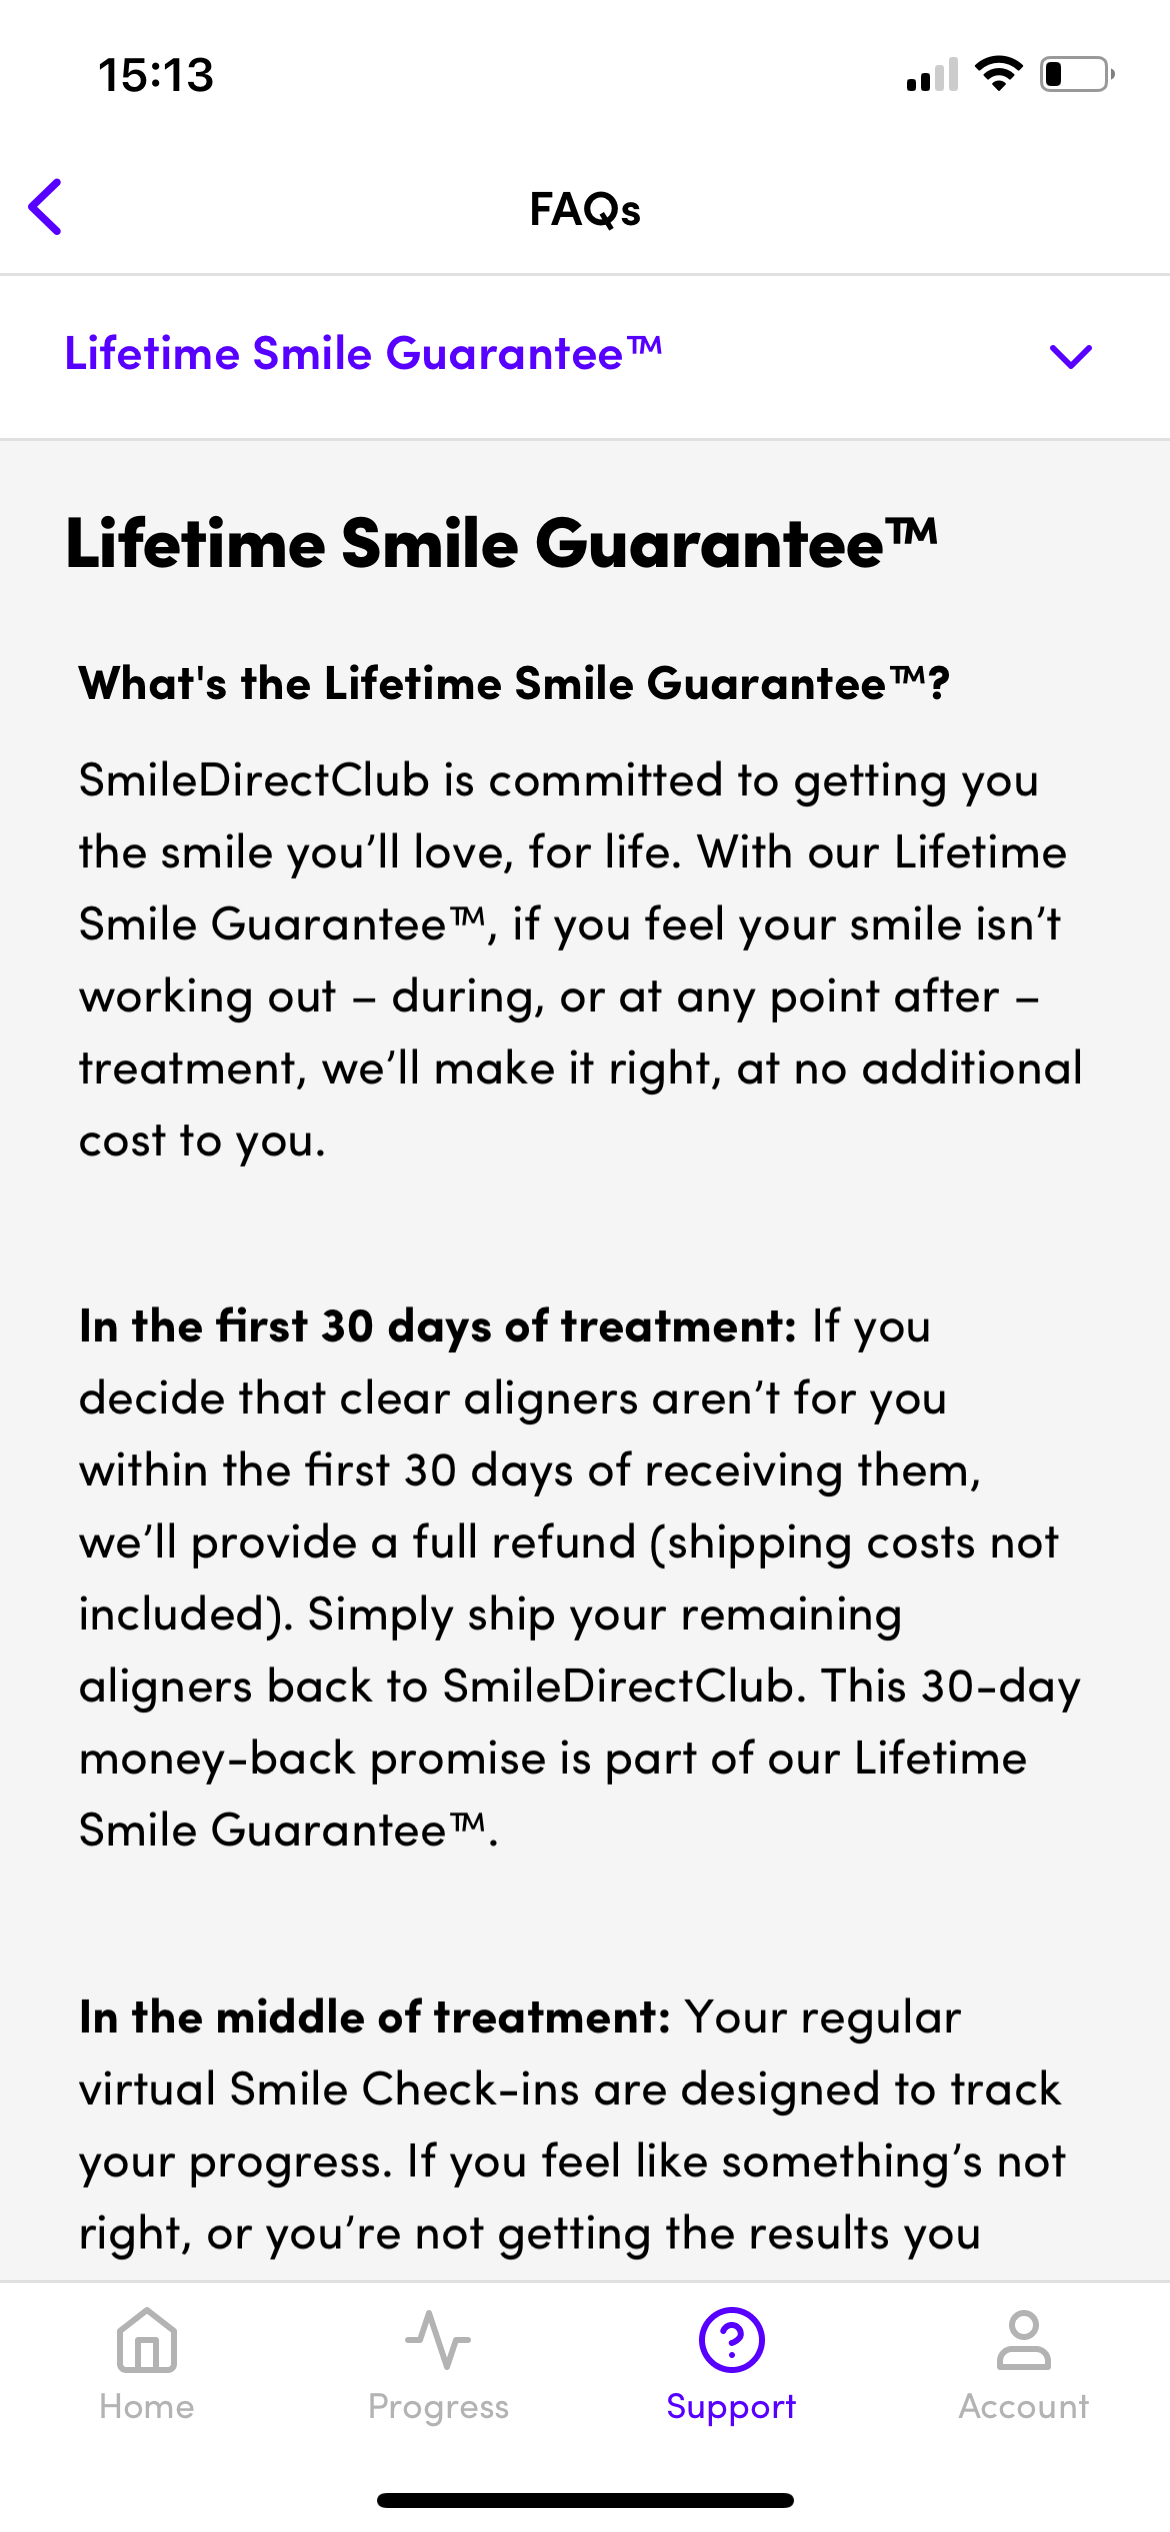 15:13
FAQs
Lifetime Smile Guarantee™
Lifetime Smile Guarantee™
What's the Lifetime Smile Guarantee™?
SmileDirectClub is committed to getting you
the smile you’ll love, for life. With our Lifetime
Smile Guarantee™, if you feel your smile isn’t
working out – during, or at any point after –
treatment, we’ll make it right, at no additional
cost to you.
In the first 30 days of treatment: If you
decide that clear aligners aren’t for you
within the first 30 days of receiving them,
we’ll provide a full refund (shipping costs not
included). Simply ship your remaining
aligners back to SmileDirectClub. This 30-day
money-back promise is part of our Lifetime
Smile Guarantee™.
In the middle of treatment: Your regular
virtual Smile Check-ins are designed to track
your progress. If you feel like something’s not
right, or you’re not getting the results you
Home
Progress
Support
Account